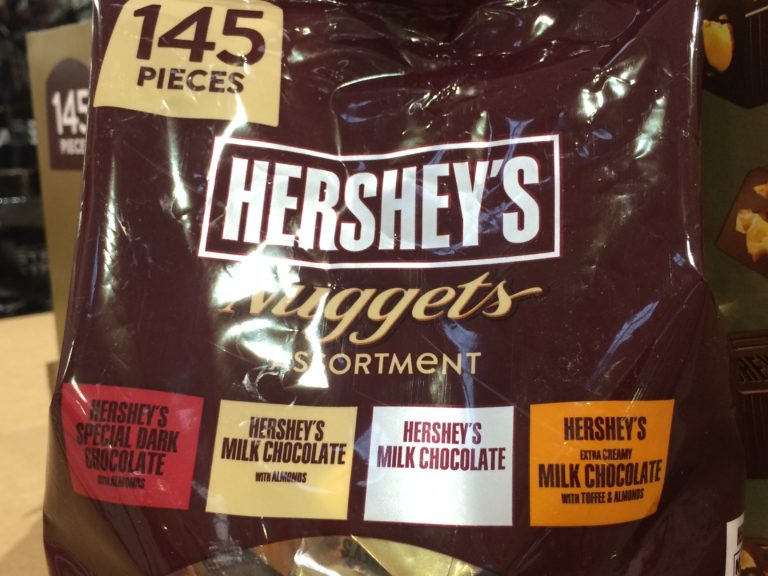 145
PIECES
145
HERSHEY'S
Nuggets
ASSORTMENT
HERSHEY'S
SPECIAL DARK
CHOCOLATE
WITH ALMONDS
HERSHEY'S
MILK CHOCOLATE
WITH ALMONDS
HERSHEY'S
MILK CHOCOLATE
HERSHEY'S
EXTRA CREAMY
MILK CHOCOLATE
WITH TOFFEE & ALMONDS